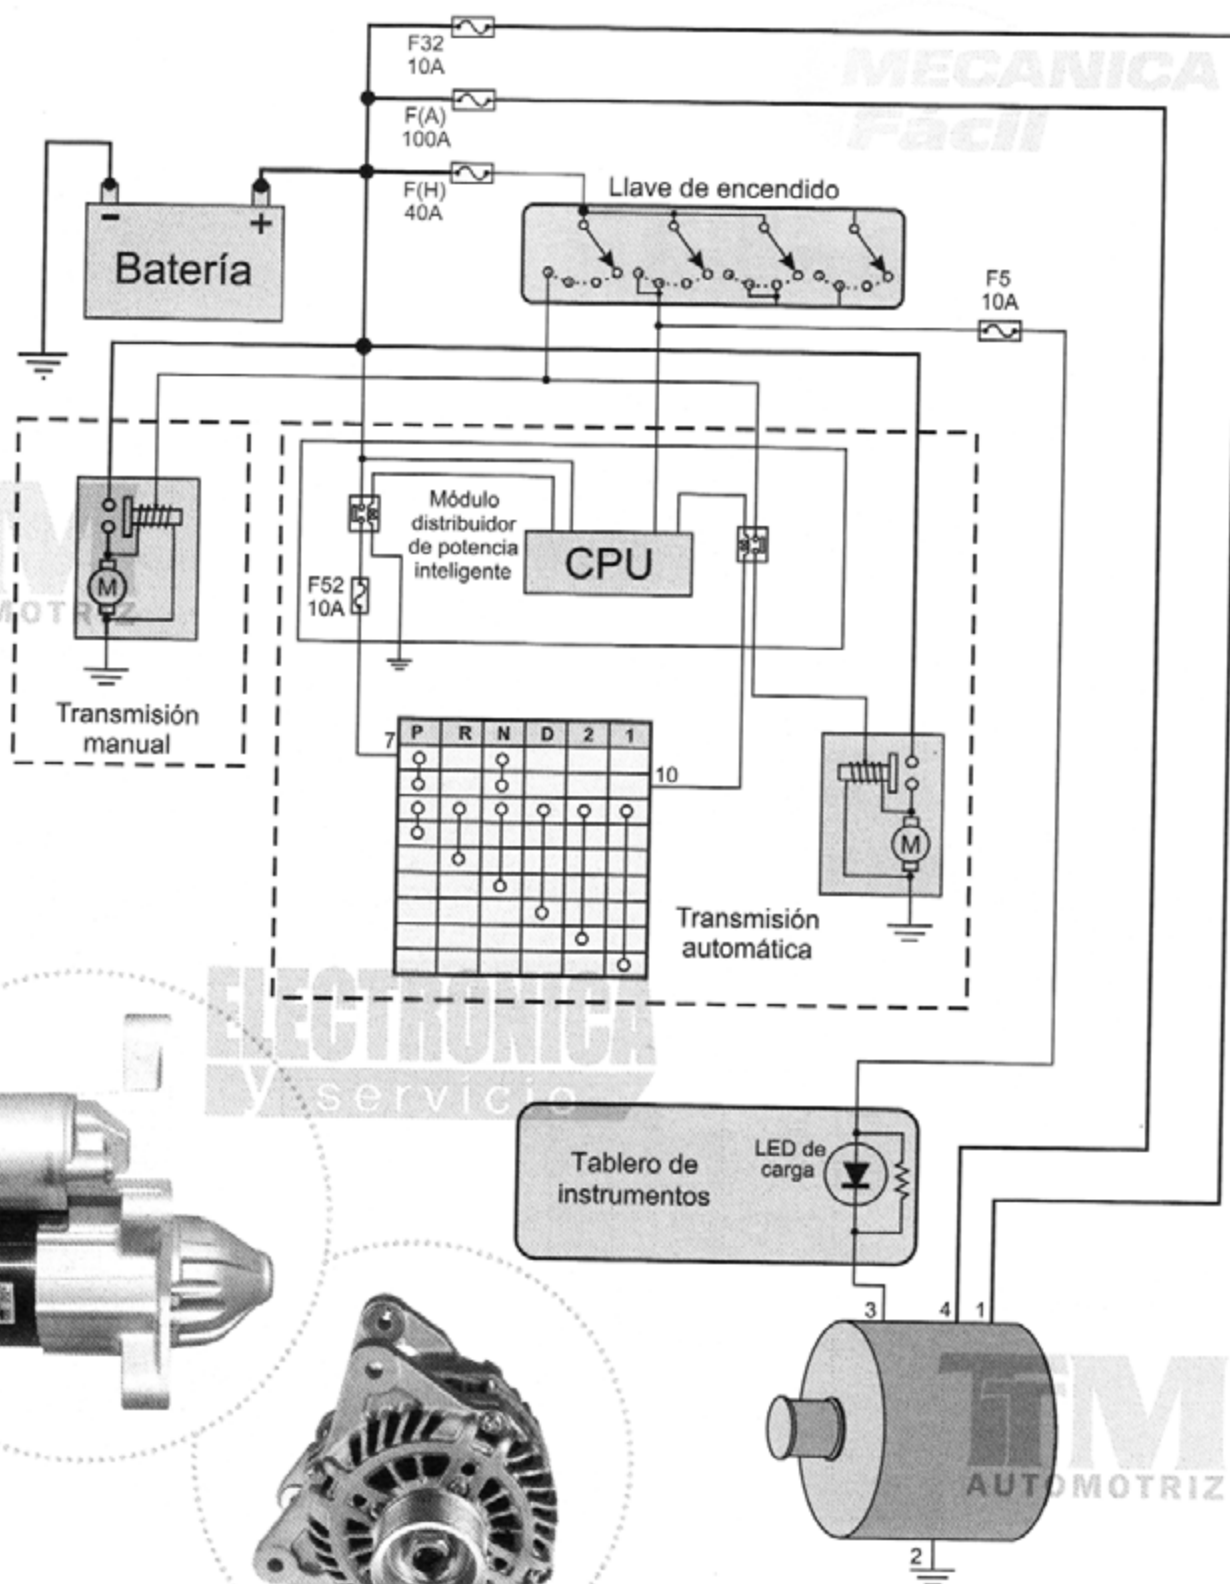 F32
10A
MECANICA
Fácil
F(A)
100A
F(H)
40A
Llave de encendido
Batería
F5
10A
Módulo
distribuidor
de potencia
inteligente
CPU
F52
10A
M
Transmisión
manual
P R N D 2 1
7
10
M
Transmisión
automática
ELECTRONICA
y servicio
Tablero de
instrumentos
LED de
carga
3 4 1
TTM
AUTOMOTRIZ
2